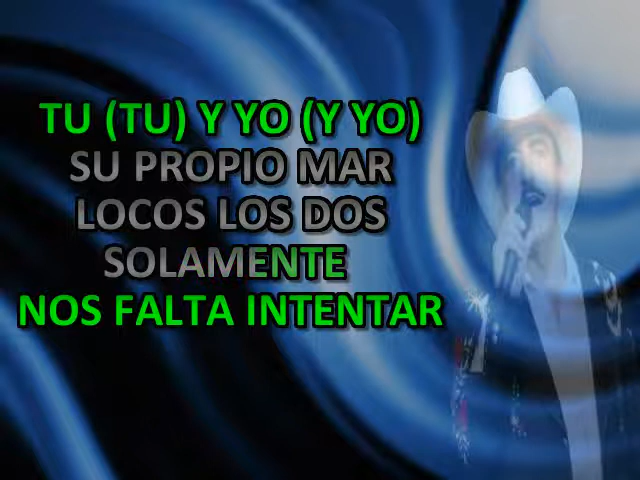 TU (TU) Y YO (Y YO)
SU PROPIO MAR
LOCOS LOS DOS
SOLAMENTE
NOS FALTA INTENTAR